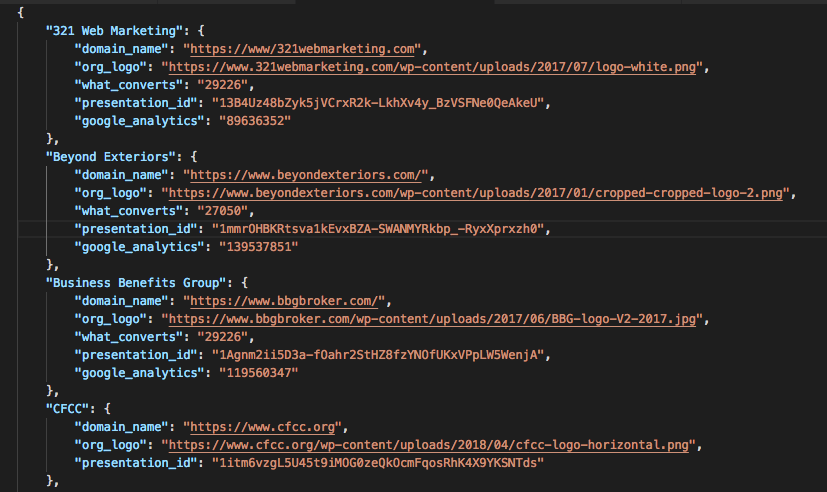 {
"321 Web Marketing": {
"domain_name": "https://www/321webmarketing.com",
"org_logo": "https://www.321webmarketing.com/wp-content/uploads/2017/07/logo-white.png",
"what_converts": "29226",
"presentation_id": "13B4Uz48bZyk5jVCrxR2k-LkhXv4y_BzVSFNe0QeAkeU",
"google_analytics": "89636352"
},
"Beyond Exteriors": {
"domain_name": "https://www.beyondexteriors.com/",
"org_logo": "https://www.beyondexteriors.com/wp-content/uploads/2017/01/cropped-cropped-logo-2.png",
"what_converts": "27050",
"presentation_id": "1mmrOHBKRtsva1kEvxBZA-SWANMYRkbp_-RyxXprxzh0",
"google_analytics": "139537851"
},
"Business Benefits Group": {
"domain_name": "https://www.bbgbroker.com/",
"org_logo": "https://www.bbgbroker.com/wp-content/uploads/2017/06/BBG-logo-V2-2017.jpg",
"what_converts": "29226",
"presentation_id": "1Agnm2ii5D3a-fOahr2StHZ8fzYNOfUKxVPpLW5WenjA",
"google_analytics": "119560347"
},
"CFCC": {
"domain_name": "https://www.cfcc.org",
"org_logo": "https://www.cfcc.org/wp-content/uploads/2018/04/cfcc-logo-horizontal.png",
"presentation_id": "1itm6vzgL5U45t9iMOG0zeQkOcmFqosRhK4X9YKSNTds"
},